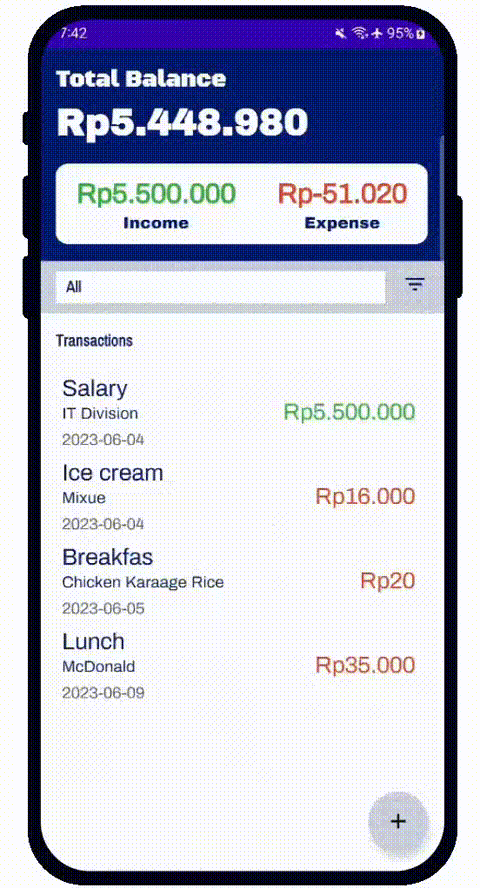 7:42 95%
Total Balance
Rp5.448.980
Rp5.500.000 Rp-51.020
Income Expense
All
Transactions
Salary
IT Division Rp5.500.000
2023-06-04
Ice cream
Mixue Rp16.000
2023-06-04
Breakfas
Chicken Karaage Rice Rp20
2023-06-05
Lunch
McDonald Rp35.000
2023-06-09
+